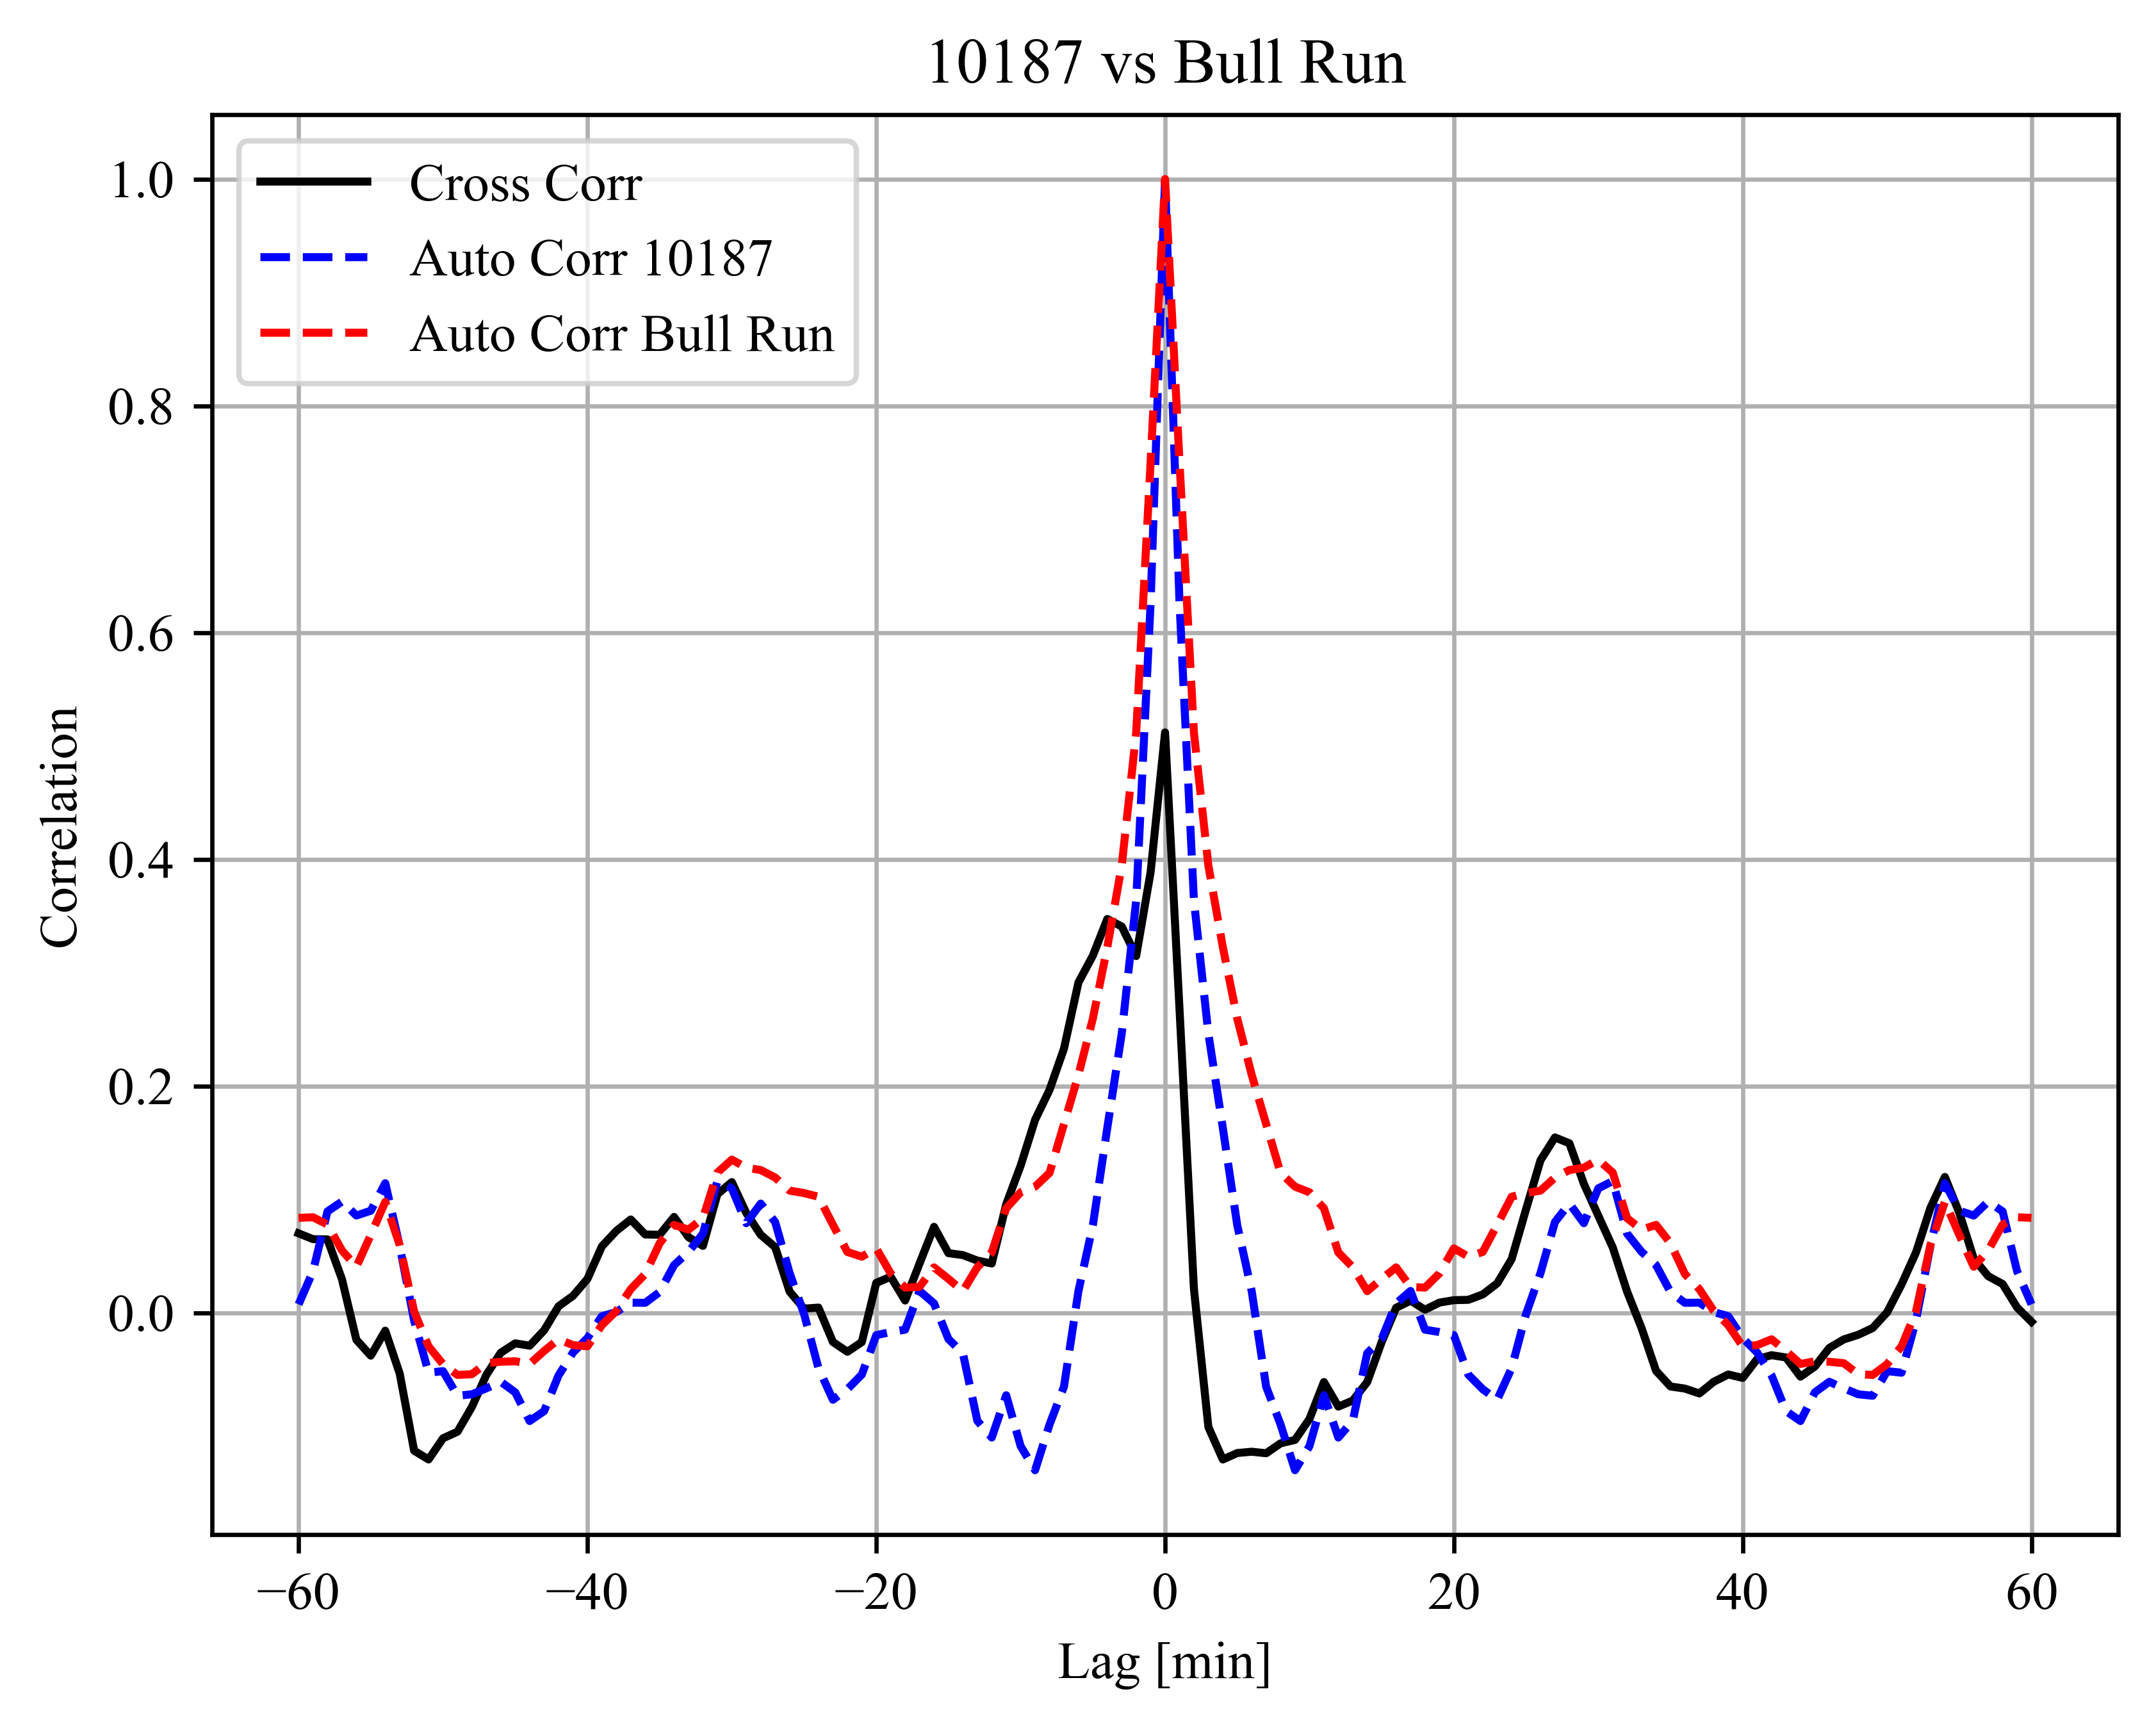 10187 vs Bull Run
Cross Corr
Auto Corr 10187
Auto Corr Bull Run
1.0
0.8
0.6
0.4
0.2
0.0
Correlation
−60 −40 −20 0 20 40 60
Lag [min]